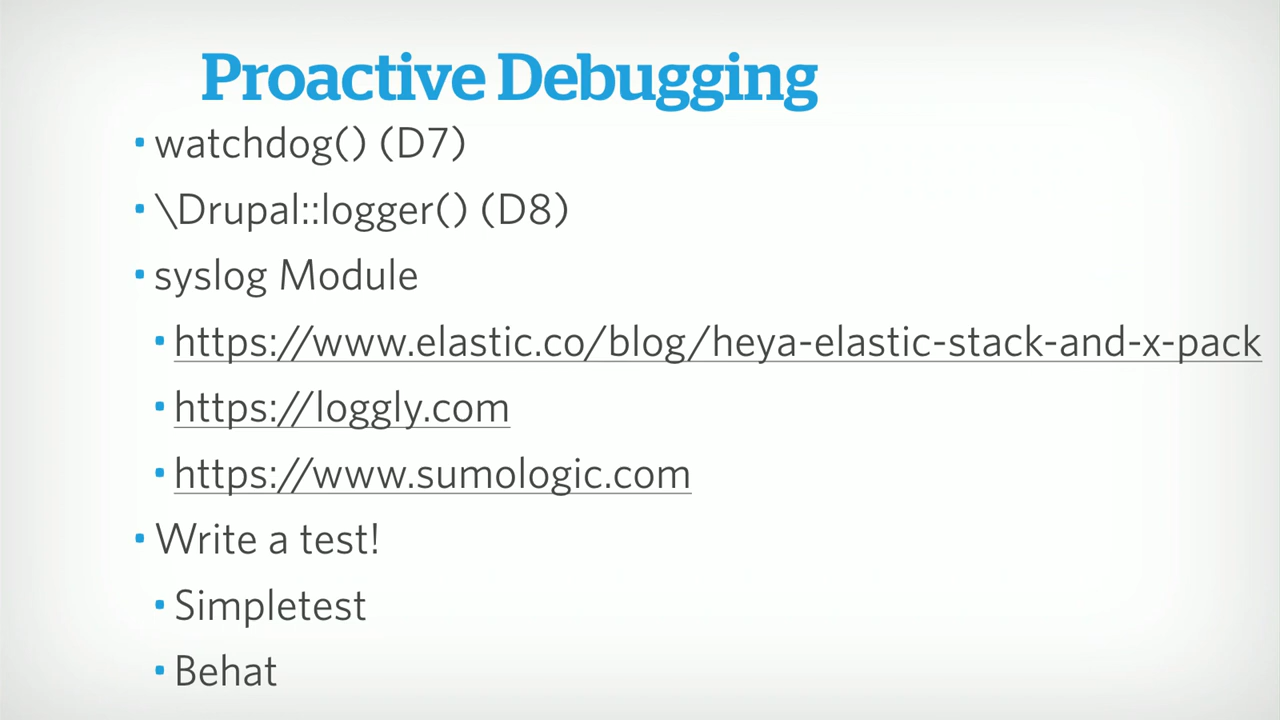 Proactive Debugging
• watchdog() (D7)
• \Drupal::logger() (D8)
• syslog Module
• https://www.elastic.co/blog/heya-elastic-stack-and-x-pack
• https://loggly.com
• https://www.sumologic.com
• Write a test!
• Simpletest
• Behat